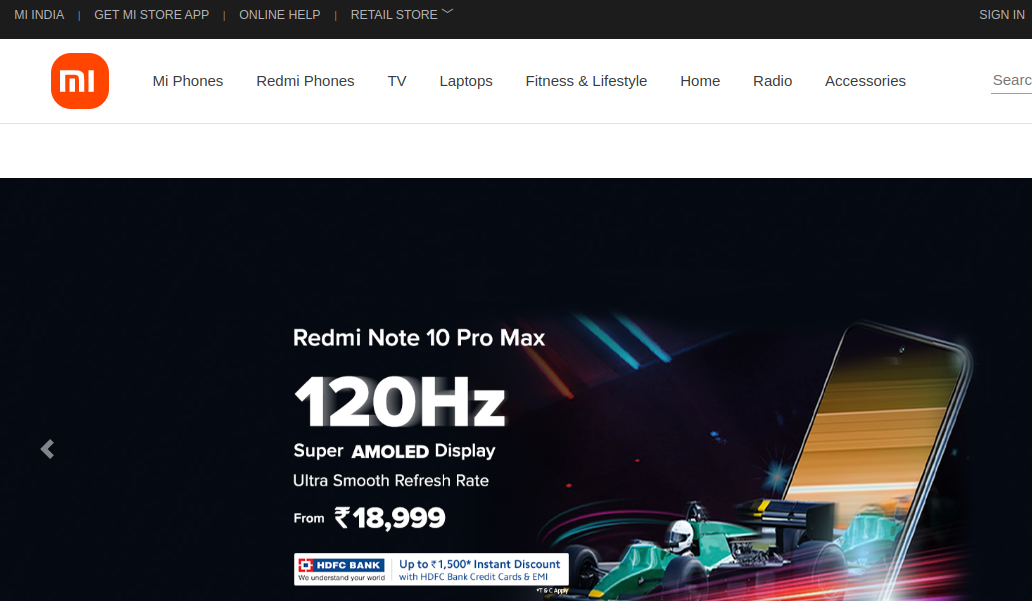 MI INDIA | GET MI STORE APP | ONLINE HELP | RETAIL STORE SIGN IN
mi Mi Phones Redmi Phones TV Laptops Fitness & Lifestyle Home Radio Accessories Searc
Redmi Note 10 Pro Max
120Hz
Super AMOLED Display
Ultra Smooth Refresh Rate
From ₹18,999
HDFC BANK
We understand your world
Up to ₹1,500* Instant Discount
with HDFC Bank Credit Cards & EMI
*T & C Apply